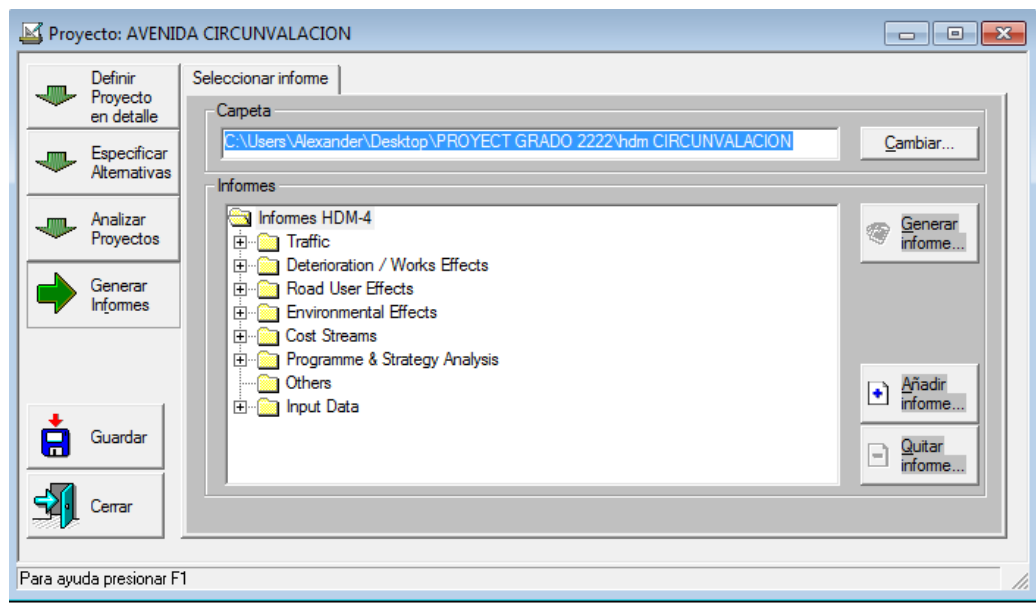 Proyecto: AVENIDA CIRCUNVALACION
Definir
Proyecto
en detalle
Especificar
Alternativas
Analizar
Proyectos
Generar
Informes
Guardar
Cerrar
Seleccionar informe
Carpeta
C:\Users\Alexander\Desktop\PROYECT GRADO 2222\hdm CIRCUNVALACION
Cambiar...
Informes
Informes HDM-4
Traffic
Deterioration / Works Effects
Road User Effects
Environmental Effects
Cost Streams
Programme & Strategy Analysis
Others
Input Data
Generar
informe...
Añadir
informe...
Quitar
informe...
Para ayuda presionar F1